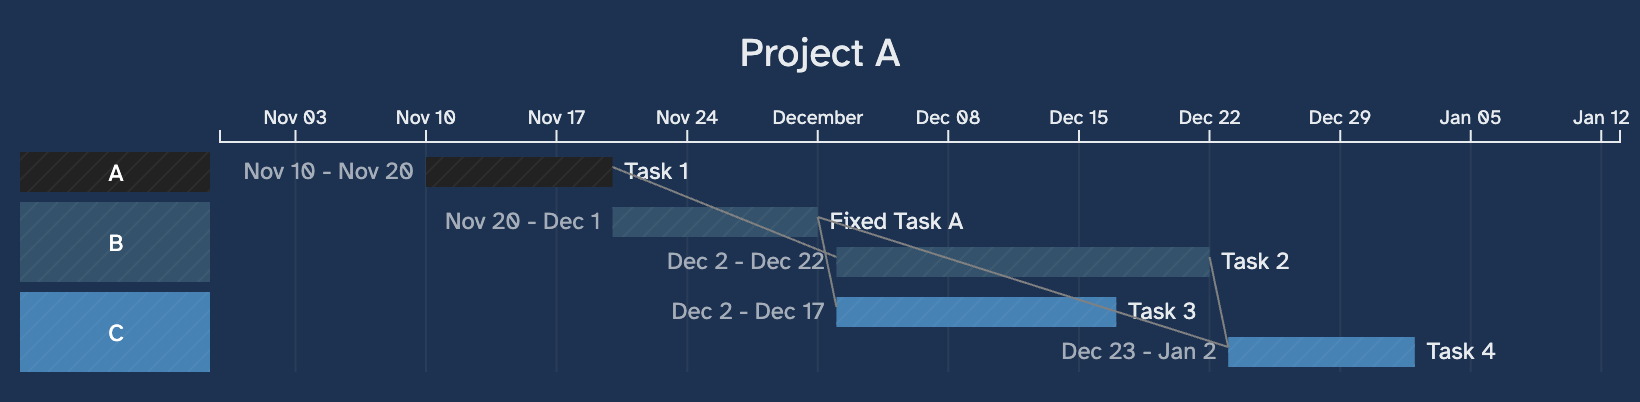 Project A
Nov 03 Nov 10 Nov 17 Nov 24 December Dec 08 Dec 15 Dec 22 Dec 29 Jan 05 Jan 12
A
Nov 10 - Nov 20 Task 1
B
Nov 20 - Dec 1 Fixed Task A
Dec 2 - Dec 22 Task 2
C
Dec 2 - Dec 17 Task 3
Dec 23 - Jan 2 Task 4